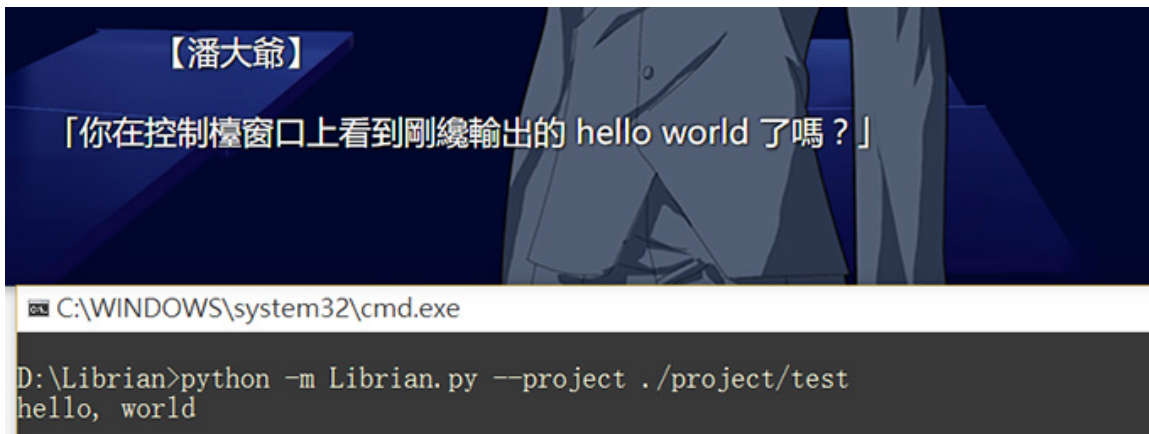 【潘大爺】
「你在控制檯窗口上看到剛纔輸出的 hello world 了嗎？」
C:\WINDOWS\system32\cmd.exe
D:\Librian>python -m Librian.py --project ./project/test
hello, world